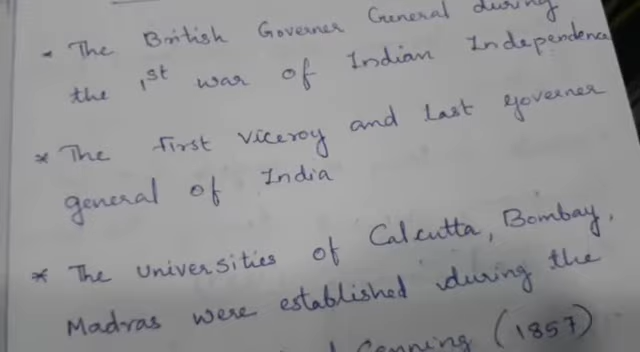 * The British Governer General during
the 1st war of Indian Independence
* The first viceroy and last governer
general of India
* The universities of Calcutta, Bombay,
Madras were established during the
Canning (1857)